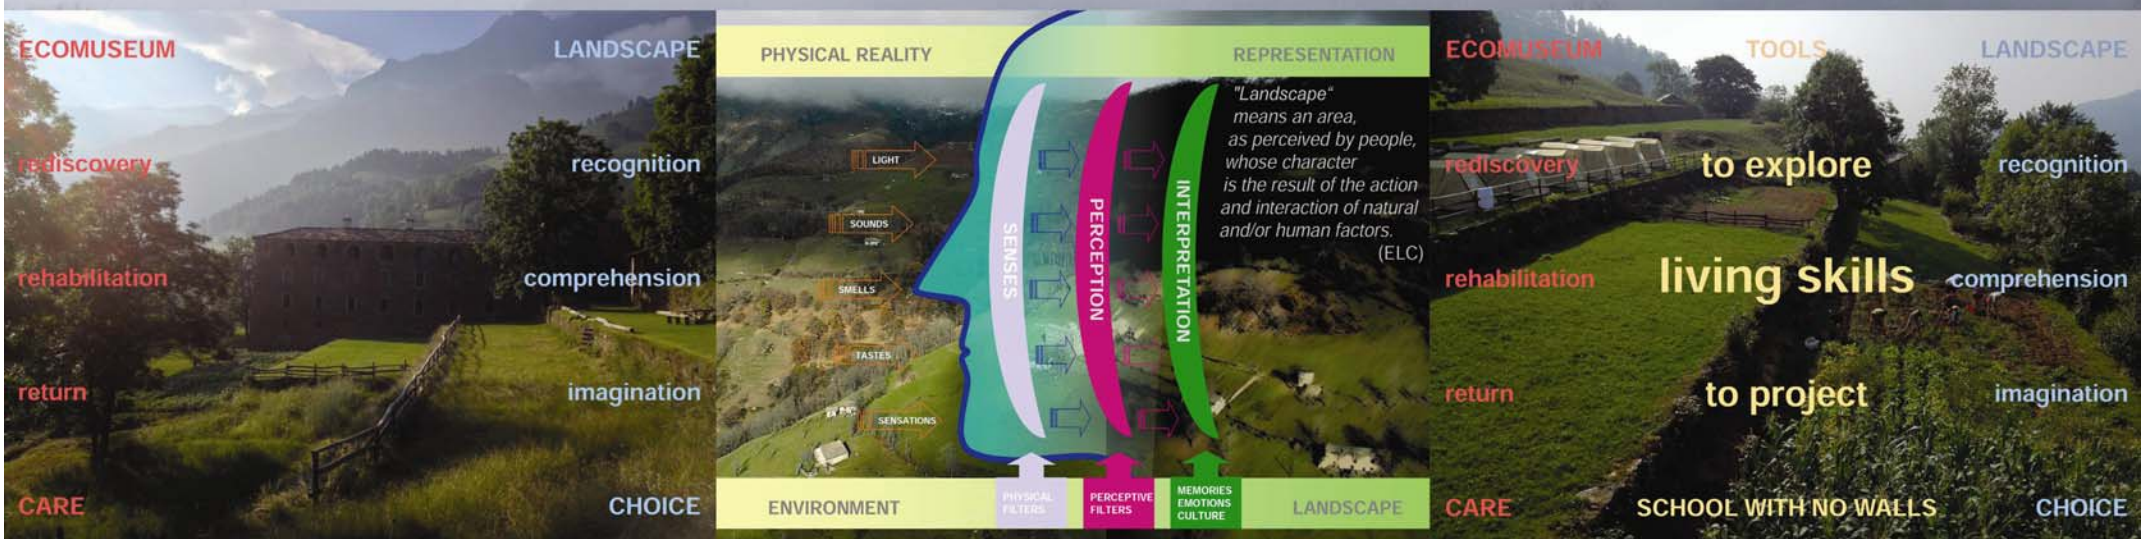 ECOMUSEUM
LANDSCAPE
rediscovery
recognition
rehabilitation
comprehension
return
imagination
CARE
CHOICE
PHYSICAL REALITY
REPRESENTATION
"Landscape“
means an area,
as perceived by people,
whose character
is the result of the action
and interaction of natural
and/or human factors.
(ELC)
LIGHT
SOUNDS
SMELLS
TASTES
SENSATIONS
SENSES
PERCEPTION
INTERPRETATION
ENVIRONMENT
PHYSICAL
FILTERS
PERCEPTIVE
FILTERS
MEMORIES
EMOTIONS
CULTURE
LANDSCAPE
ECOMUSEUM
TOOLS
LANDSCAPE
rediscovery
to explore
recognition
rehabilitation
living skills
comprehension
return
to project
imagination
CARE
SCHOOL WITH NO WALLS
CHOICE